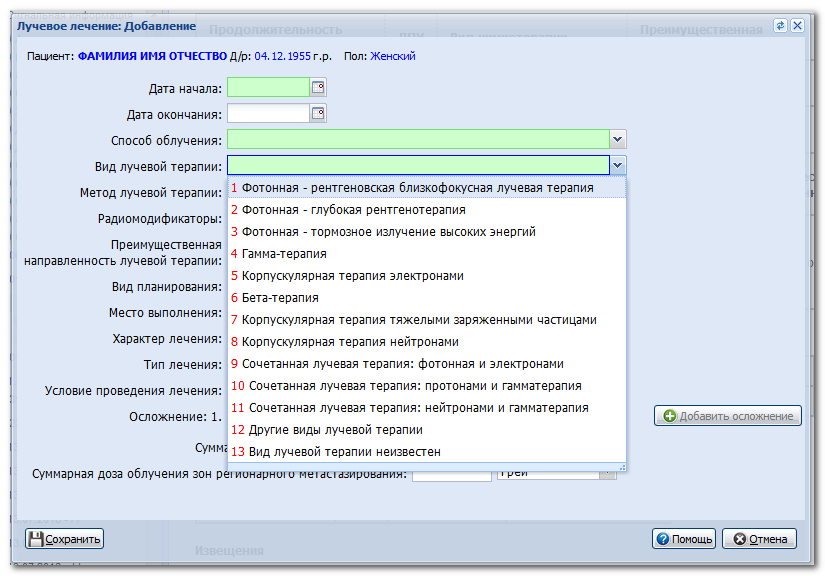 Лучевое лечение: Добавление
Пациент: ФАМИЛИЯ ИМЯ ОТЧЕСТВО Д/р: 04.12.1955 г.р. Пол: Женский
Дата начала:
Дата окончания:
Способ облучения:
Вид лучевой терапии:
Метод лучевой терапии:
Радиомодификаторы:
Преимущественная
направленность лучевой терапии:
Вид планирования:
Место выполнения:
Характер лечения:
Тип лечения:
Условие проведения лечения:
Осложнение: 1.
1 Фотонная - рентгеновская близкофокусная лучевая терапия
2 Фотонная - глубокая рентгенотерапия
3 Фотонная - тормозное излучение высоких энергий
4 Гамма-терапия
5 Корпускулярная терапия электронами
6 Бета-терапия
7 Корпускулярная терапия тяжелыми заряженными частицами
8 Корпускулярная терапия нейтронами
9 Сочетанная лучевая терапия: фотонная и электронами
10 Сочетанная лучевая терапия: протонами и гамматерапия
11 Сочетанная лучевая терапия: нейтронами и гамматерапия
12 Другие виды лучевой терапии
13 Вид лучевой терапии неизвестен
Добавить осложнение
Суммарная доза облучения зон регионарного метастазирования: Грей
Сохранить Помощь Отмена
Извещения